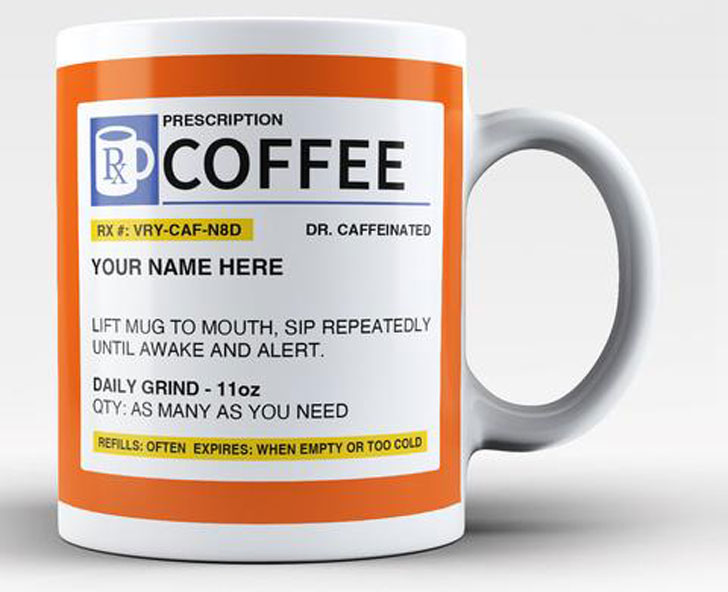 PRESCRIPTION
Rx COFFEE
RX #: VRY-CAF-N8D DR. CAFFEINATED
YOUR NAME HERE
LIFT MUG TO MOUTH, SIP REPEATEDLY
UNTIL AWAKE AND ALERT.
DAILY GRIND - 11oz
QTY: AS MANY AS YOU NEED
REFILLS: OFTEN EXPIRES: WHEN EMPTY OR TOO COLD